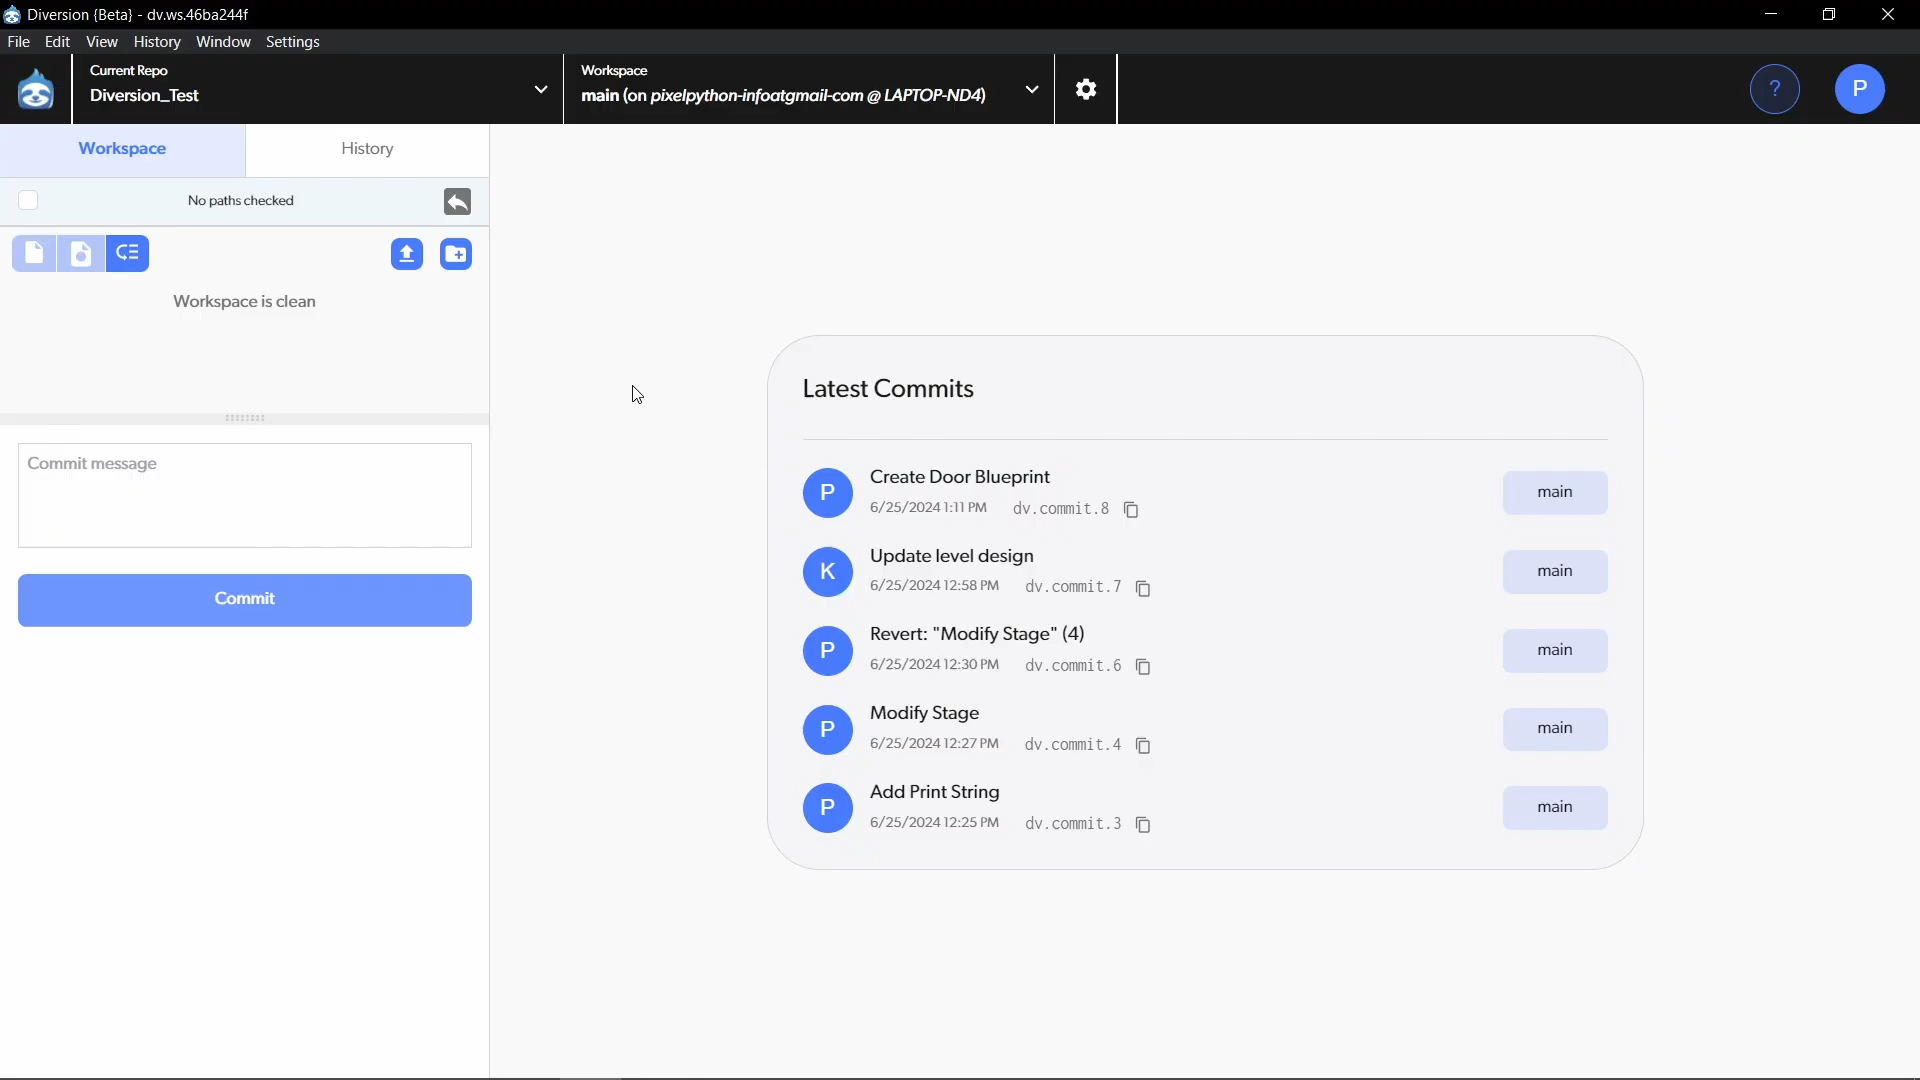 Diversion {Beta} - dv.ws.46ba244f
File Edit View History Window Settings
Current Repo
Diversion_Test
Workspace
main (on pixelpython-infoatgmail-com @ LAPTOP-ND4)
?
P
Workspace
History
No paths checked
Workspace is clean
Commit message
Commit
Latest Commits
P
Create Door Blueprint
6/25/2024 1:11 PM dv.commit.8
main
K
Update level design
6/25/2024 12:58 PM dv.commit.7
main
P
Revert: "Modify Stage" (4)
6/25/2024 12:30 PM dv.commit.6
main
P
Modify Stage
6/25/2024 12:27 PM dv.commit.4
main
P
Add Print String
6/25/2024 12:25 PM dv.commit.3
main